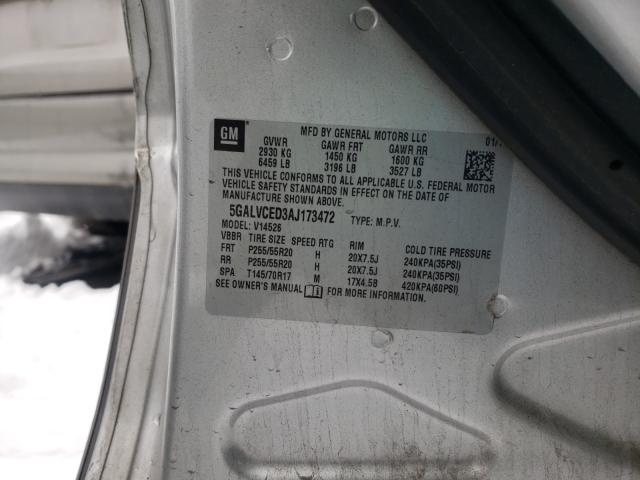 GM
MFD BY GENERAL MOTORS LLC
01/
GVWR GAWR FRT GAWR RR
2930 KG 1450 KG 1600 KG
6459 LB 3196 LB 3527 LB
THIS VEHICLE CONFORMS TO ALL APPLICABLE U.S. FEDERAL MOTOR
VEHICLE SAFETY STANDARDS IN EFFECT ON THE DATE OF
MANUFACTURE SHOWN ABOVE.
5GALVCED3AJ173472 TYPE: M.P.V.
MODEL: V14526
VBBR TIRE SIZE SPEED RTG RIM COLD TIRE PRESSURE
FRT P255/55R20 H 20X7.5J 240KPA(35PSI)
RR P255/55R20 H 20X7.5J 240KPA(35PSI)
SPA T145/70R17 M 17X4.5B 420KPA(60PSI)
SEE OWNER'S MANUAL FOR MORE INFORMATION.